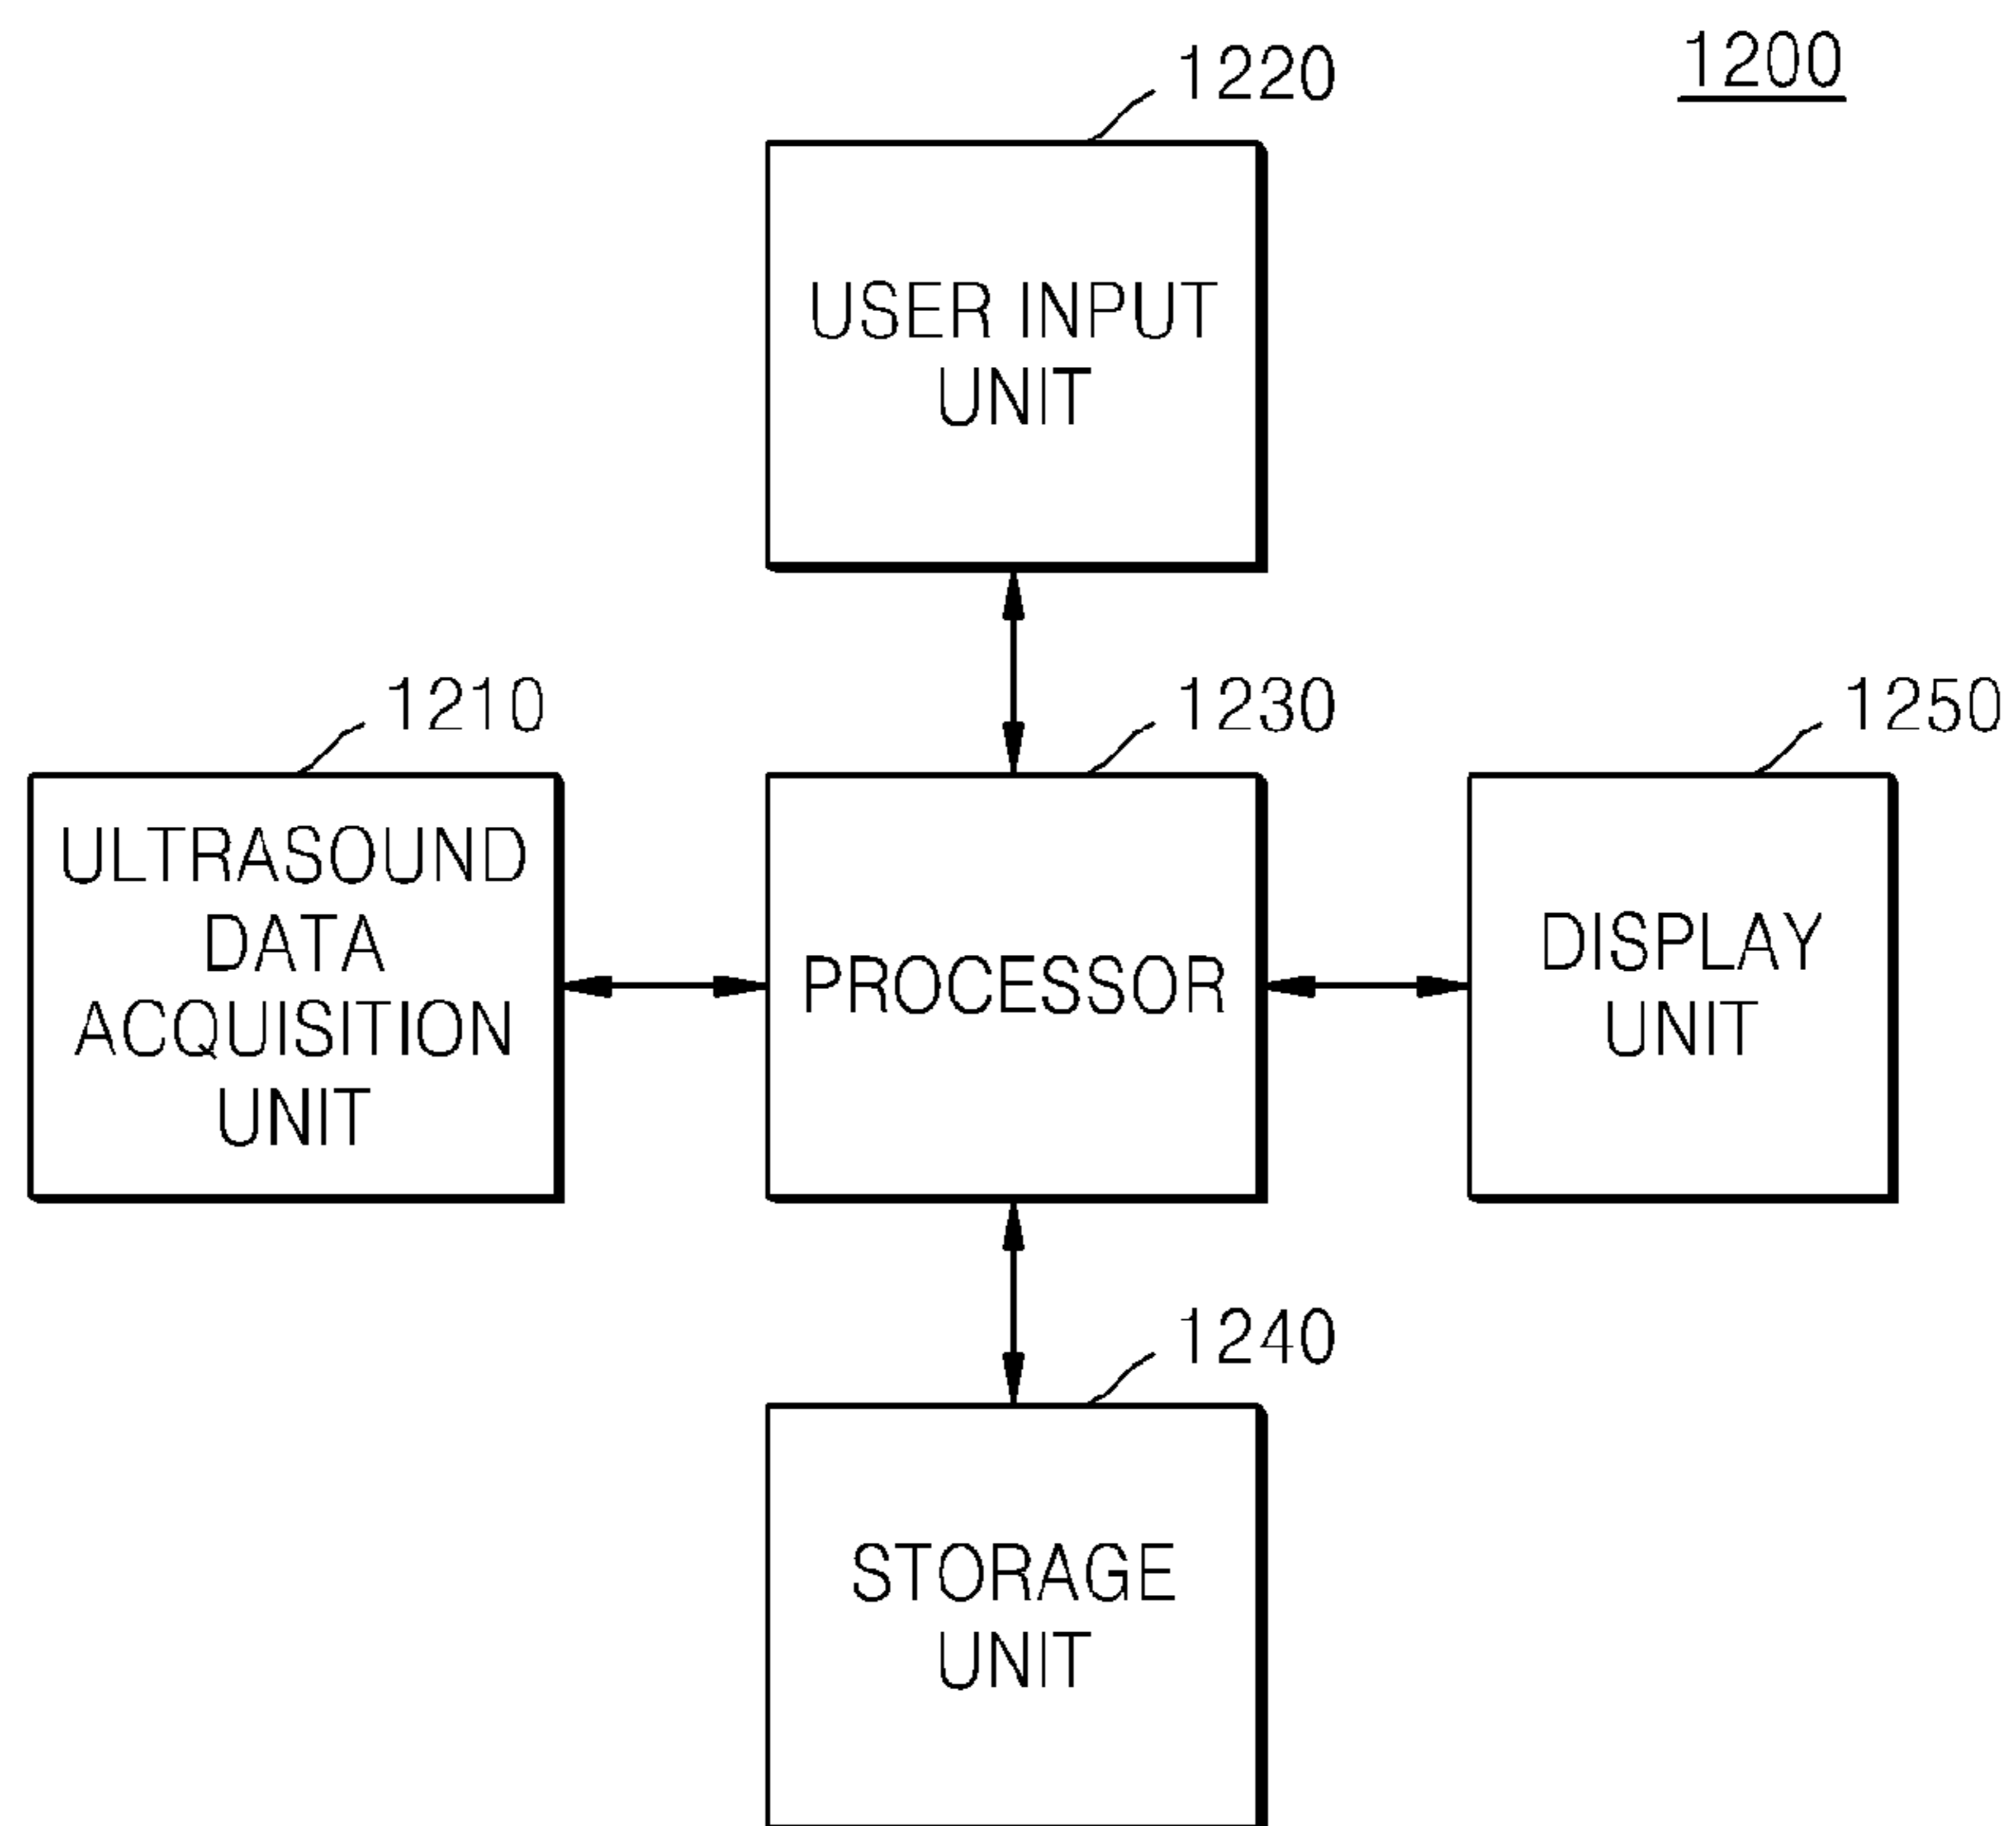 1200
1220
USER INPUT
UNIT
1210
ULTRASOUND
DATA
ACQUISITION
UNIT
1230
PROCESSOR
1250
DISPLAY
UNIT
1240
STORAGE
UNIT